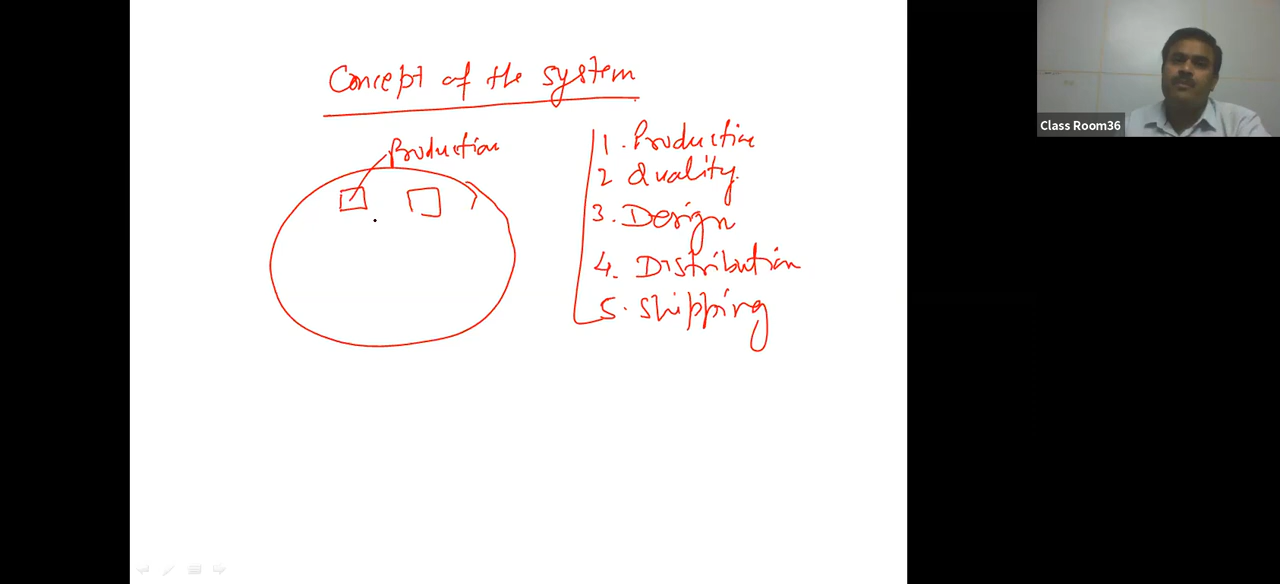 Concept of the system
Production
1. Production
2 Quality.
3. Design
4. Distribution
5. Shipping
Class Room36